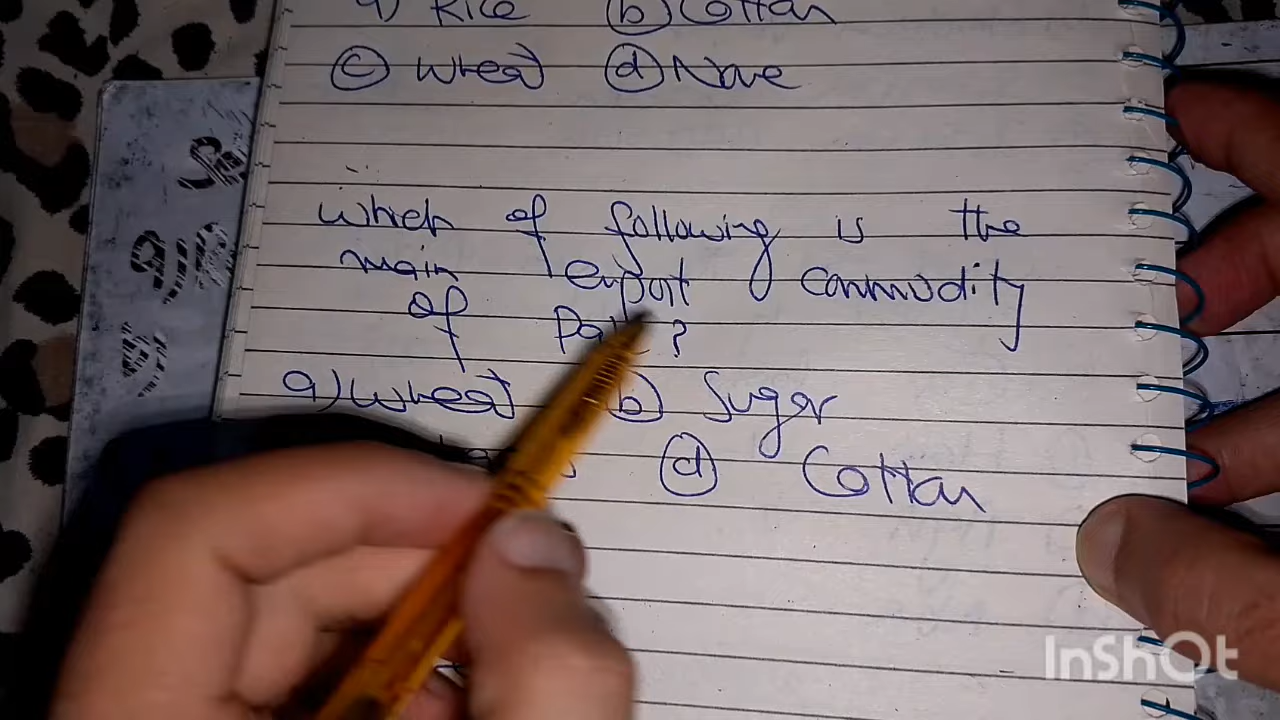 a) Rice (b) Cotton
(c) Wheat (d) None
Which of following is the
main export commodity
of Pak?
a) Wheat (b) Sugar
(d) Cotton
InShOt